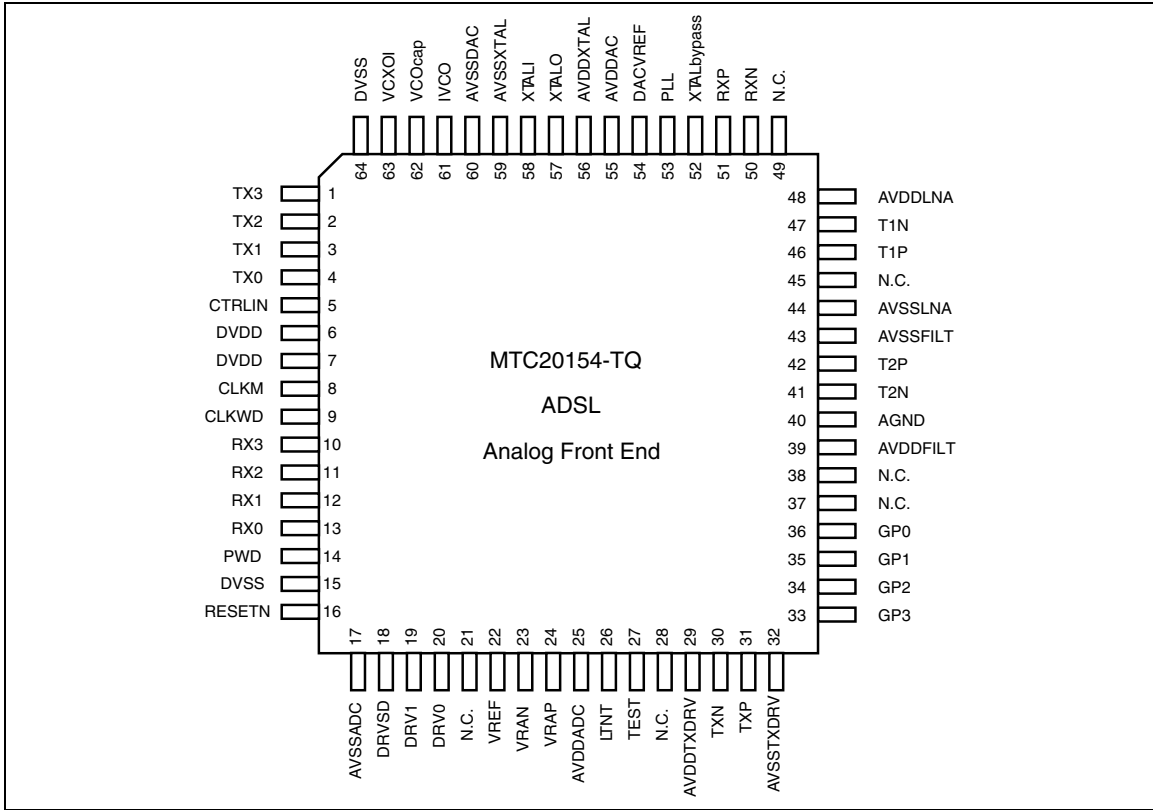 DVSS
VCXOI
VCOcap
IVCO
AVSSDAC
AVSSXTAL
XTALI
XTALO
AVDDXTAL
AVDDDAC
DACVREF
PLL
XTALbypass
RXP
RXN
N.C.
64 63 62 61 60 59 58 57 56 55 54 53 52 51 50 49
TX3 1
TX2 2
TX1 3
TX0 4
CTRLIN 5
DVDD 6
DVDD 7
CLKM 8
CLKWD 9
RX3 10
RX2 11
RX1 12
RX0 13
PWD 14
DVSS 15
RESETN 16
MTC20154-TQ
ADSL
Analog Front End
48 AVDDLNA
47 T1N
46 T1P
45 N.C.
44 AVSSLNA
43 AVSSFILT
42 T2P
41 T2N
40 AGND
39 AVDDFILT
38 N.C.
37 N.C.
36 GP0
35 GP1
34 GP2
33 GP3
17 18 19 20 21 22 23 24 25 26 27 28 29 30 31 32
AVSSADC
DRVSD
DRV1
DRV0
N.C.
VREF
VRAN
VRAP
AVDDADC
LTNT
TEST
N.C.
AVDDTXDRV
TXN
TXP
AVSSTXDRV